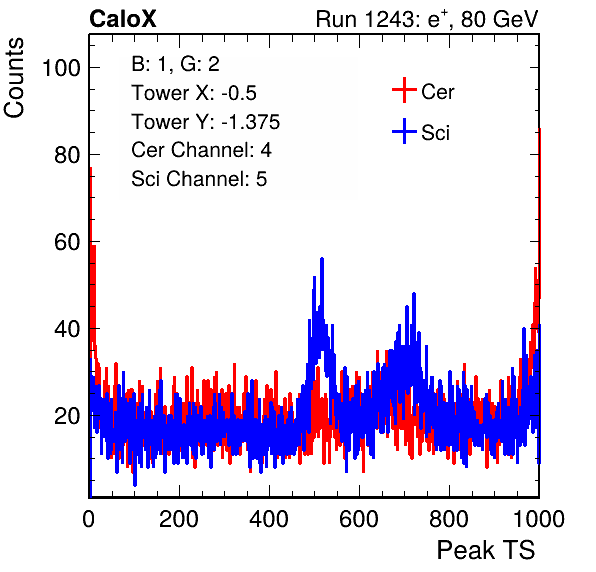 CaloX Run 1243: e⁺, 80 GeV
Counts
B: 1, G: 2
Tower X: -0.5
Tower Y: -1.375
Cer Channel: 4
Sci Channel: 5
Cer
Sci
100
80
60
40
20
0 200 400 600 800 1000
Peak TS